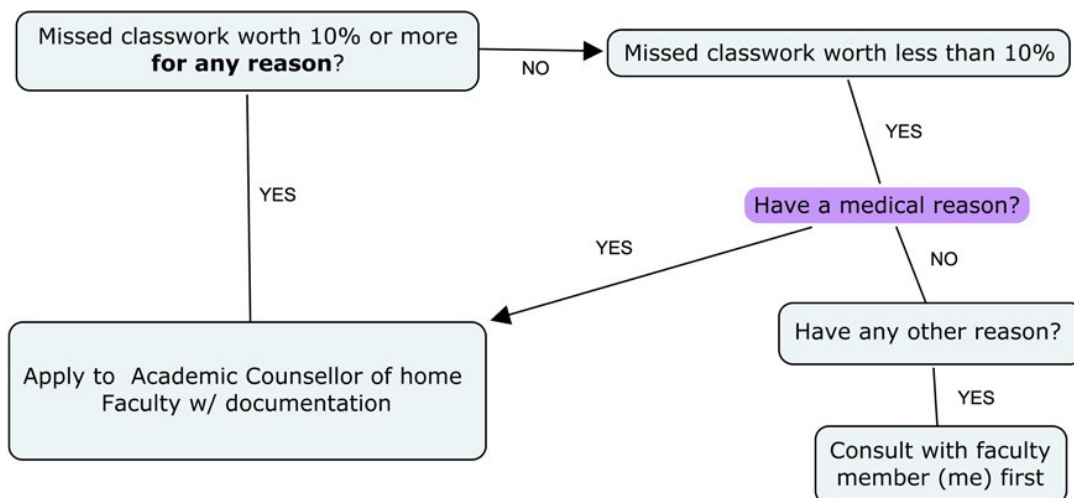 Missed classwork worth 10% or more
for any reason?
NO
Missed classwork worth less than 10%
YES
YES
Have a medical reason?
YES
NO
Have any other reason?
Apply to Academic Counsellor of home
Faculty w/ documentation
YES
Consult with faculty
member (me) first